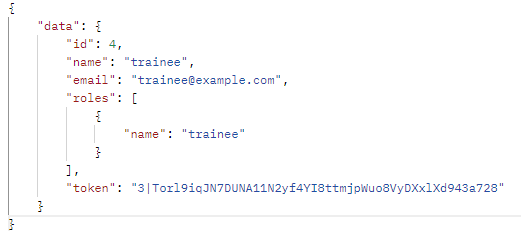 {
    "data": {
        "id": 4,
        "name": "trainee",
        "email": "trainee@example.com",
        "roles": [
            {
                "name": "trainee"
            }
        ],
        "token": "3|Torl9iqJN7DUNA11N2yf4YI8ttmjpWuo8VyDXxlXd943a728"
    }
}